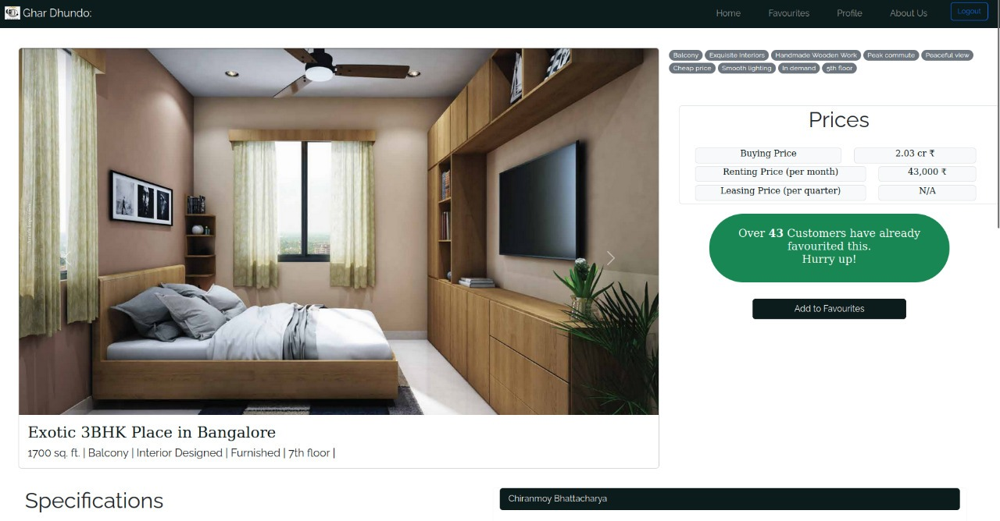 Ghar Dhundo:
Home Favourites Profile About Us Logout
Balcony Exquisite Interiors Handmade Wooden Work Peak commute Peaceful view
Cheap price Smooth lighting In demand 5th floor
Prices
Buying Price 2.03 cr ₹
Renting Price (per month) 43,000 ₹
Leasing Price (per quarter) N/A
Over 43 Customers have already
favourited this.
Hurry up!
Add to Favourites
Exotic 3BHK Place in Bangalore
1700 sq. ft. | Balcony | Interior Designed | Furnished | 7th floor |
Specifications
Chiranmoy Bhattacharya